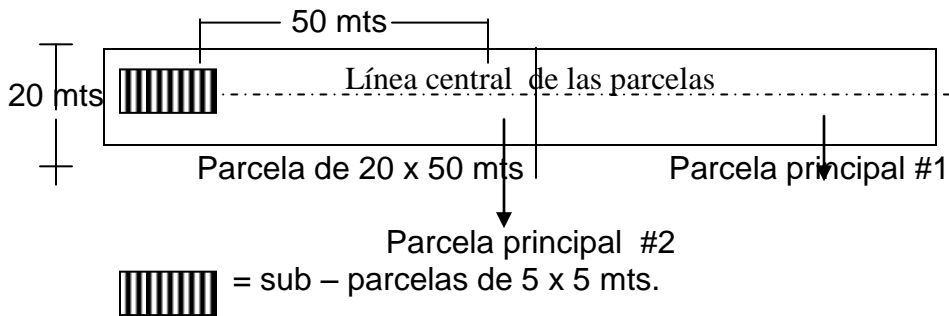 50 mts
Línea central de las parcelas
20 mts
Parcela de 20 x 50 mts
Parcela principal #1
Parcela principal #2
= sub – parcelas de 5 x 5 mts.